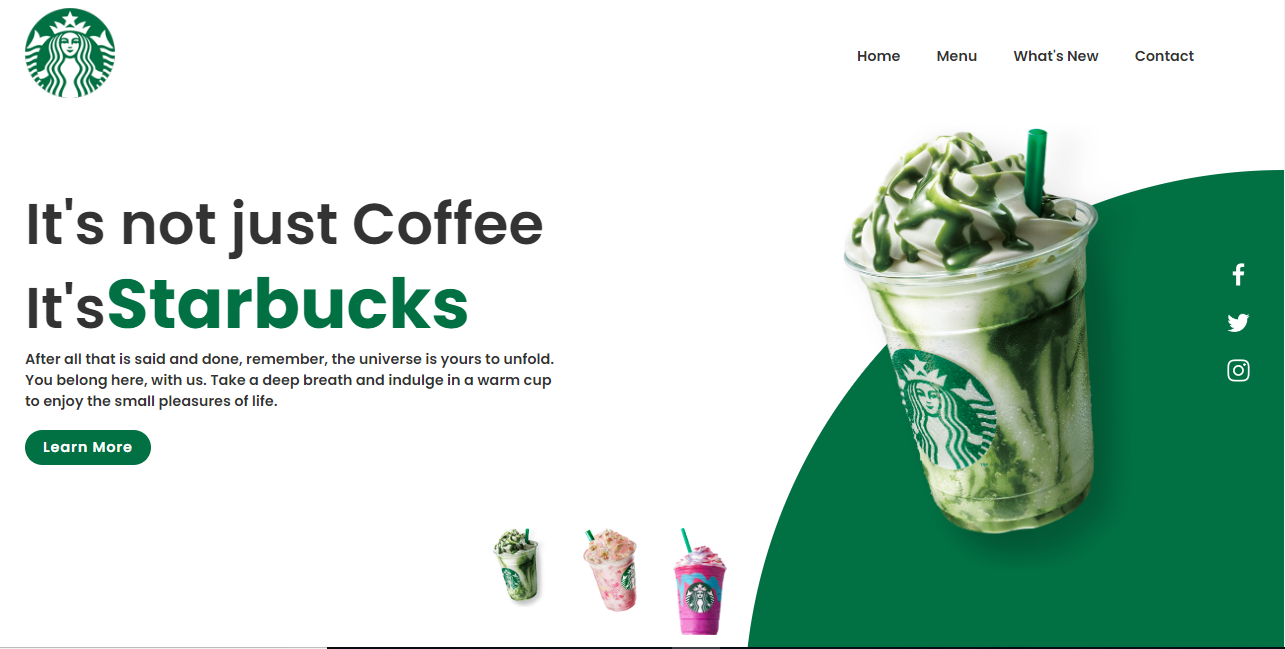 Home Menu What's New Contact
It's not just Coffee
It'sStarbucks
After all that is said and done, remember, the universe is yours to unfold.
You belong here, with us. Take a deep breath and indulge in a warm cup
to enjoy the small pleasures of life.
Learn More